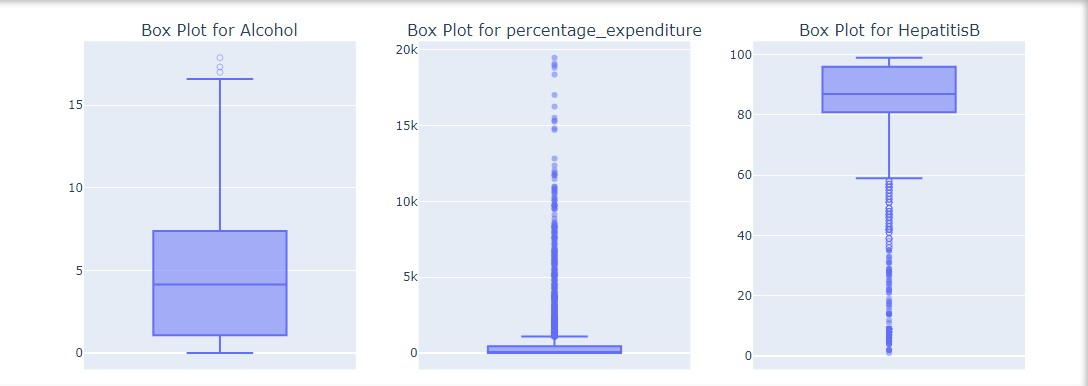 Box Plot for Alcohol
15
10
5
0
Box Plot for percentage_expenditure
20k
15k
10k
5k
0
Box Plot for HepatitisB
100
80
60
40
20
0